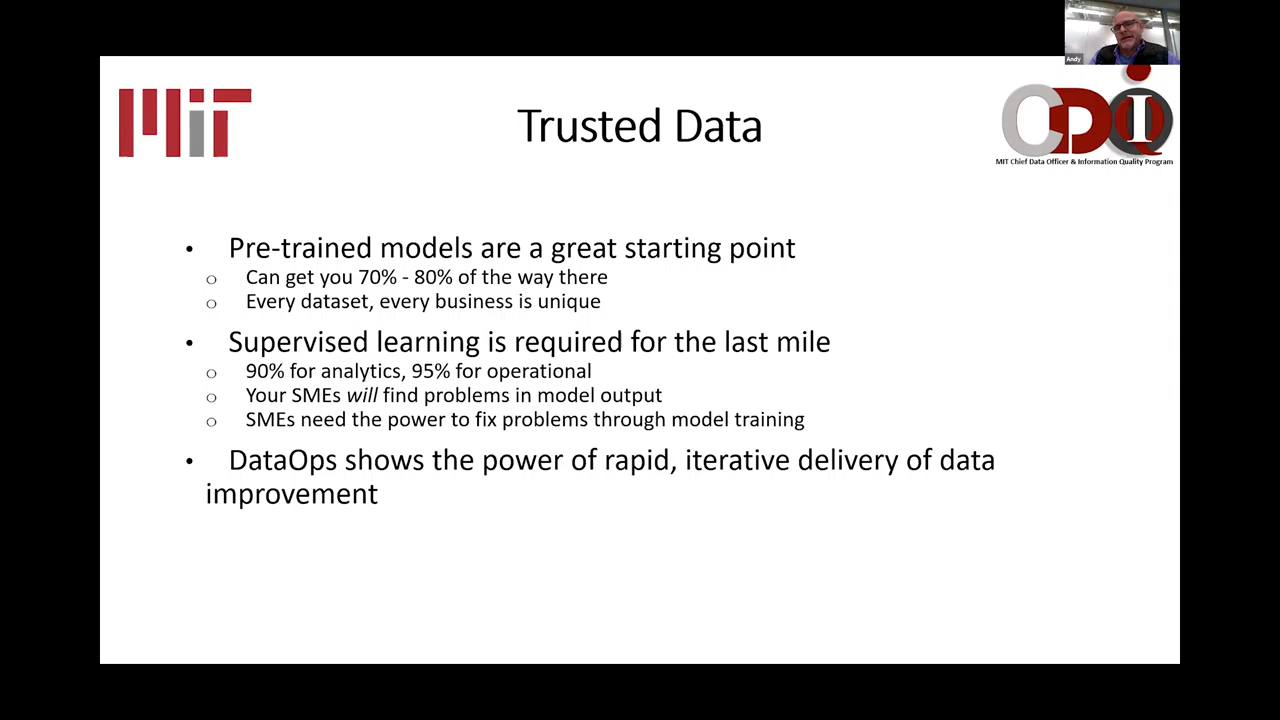 Andy
MIT
CDIQ
MIT Chief Data Officer & Information Quality Program
Trusted Data
• Pre-trained models are a great starting point
○ Can get you 70% - 80% of the way there
○ Every dataset, every business is unique
• Supervised learning is required for the last mile
○ 90% for analytics, 95% for operational
○ Your SMEs will find problems in model output
○ SMEs need the power to fix problems through model training
• DataOps shows the power of rapid, iterative delivery of data
improvement